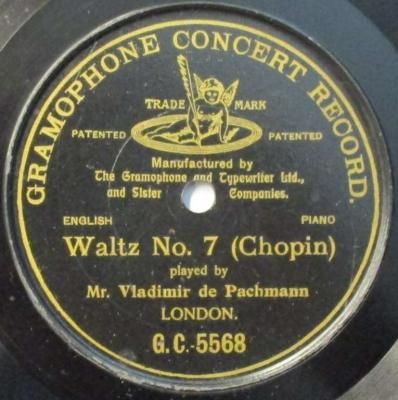 GRAMOPHONE CONCERT RECORD.
TRADE MARK
PATENTED PATENTED
Manufactured by
The Gramophone and Typewriter Ltd.,
and Sister Companies.
ENGLISH PIANO
Waltz No. 7 (Chopin)
played by
Mr. Vladimir de Pachmann
LONDON.
G.C.-5568